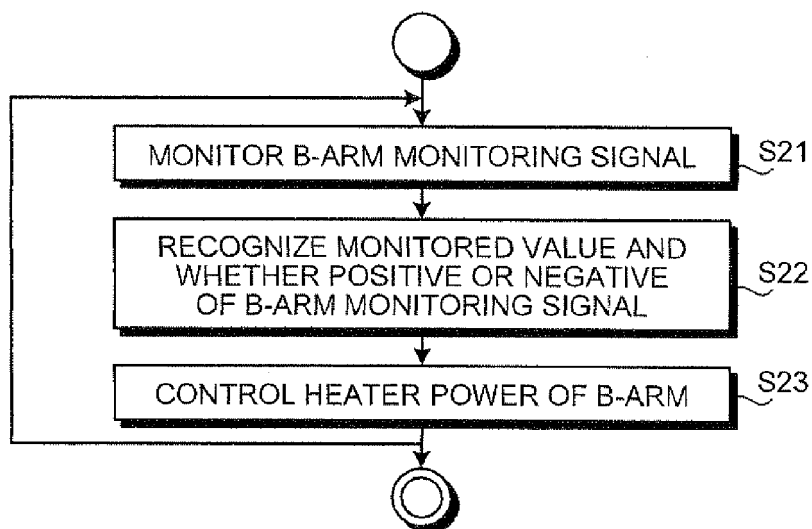 MONITOR B-ARM MONITORING SIGNAL
S21
RECOGNIZE MONITORED VALUE AND
WHETHER POSITIVE OR NEGATIVE
OF B-ARM MONITORING SIGNAL
S22
CONTROL HEATER POWER OF B-ARM
S23